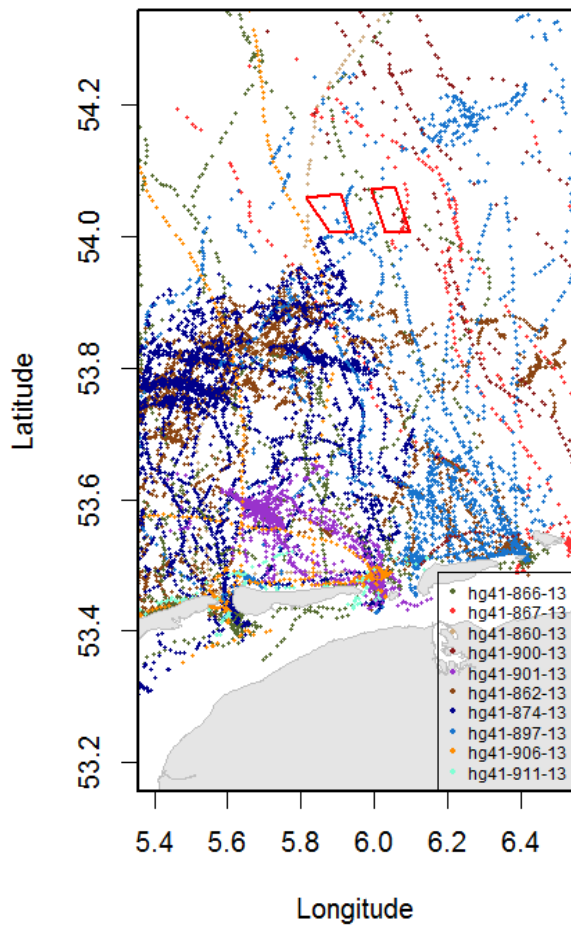 54.2
54.0
53.8
53.6
53.4
53.2
Latitude
hg41-866-13
hg41-867-13
hg41-860-13
hg41-900-13
hg41-901-13
hg41-862-13
hg41-874-13
hg41-897-13
hg41-906-13
hg41-911-13
5.4 5.6 5.8 6.0 6.2 6.4
Longitude